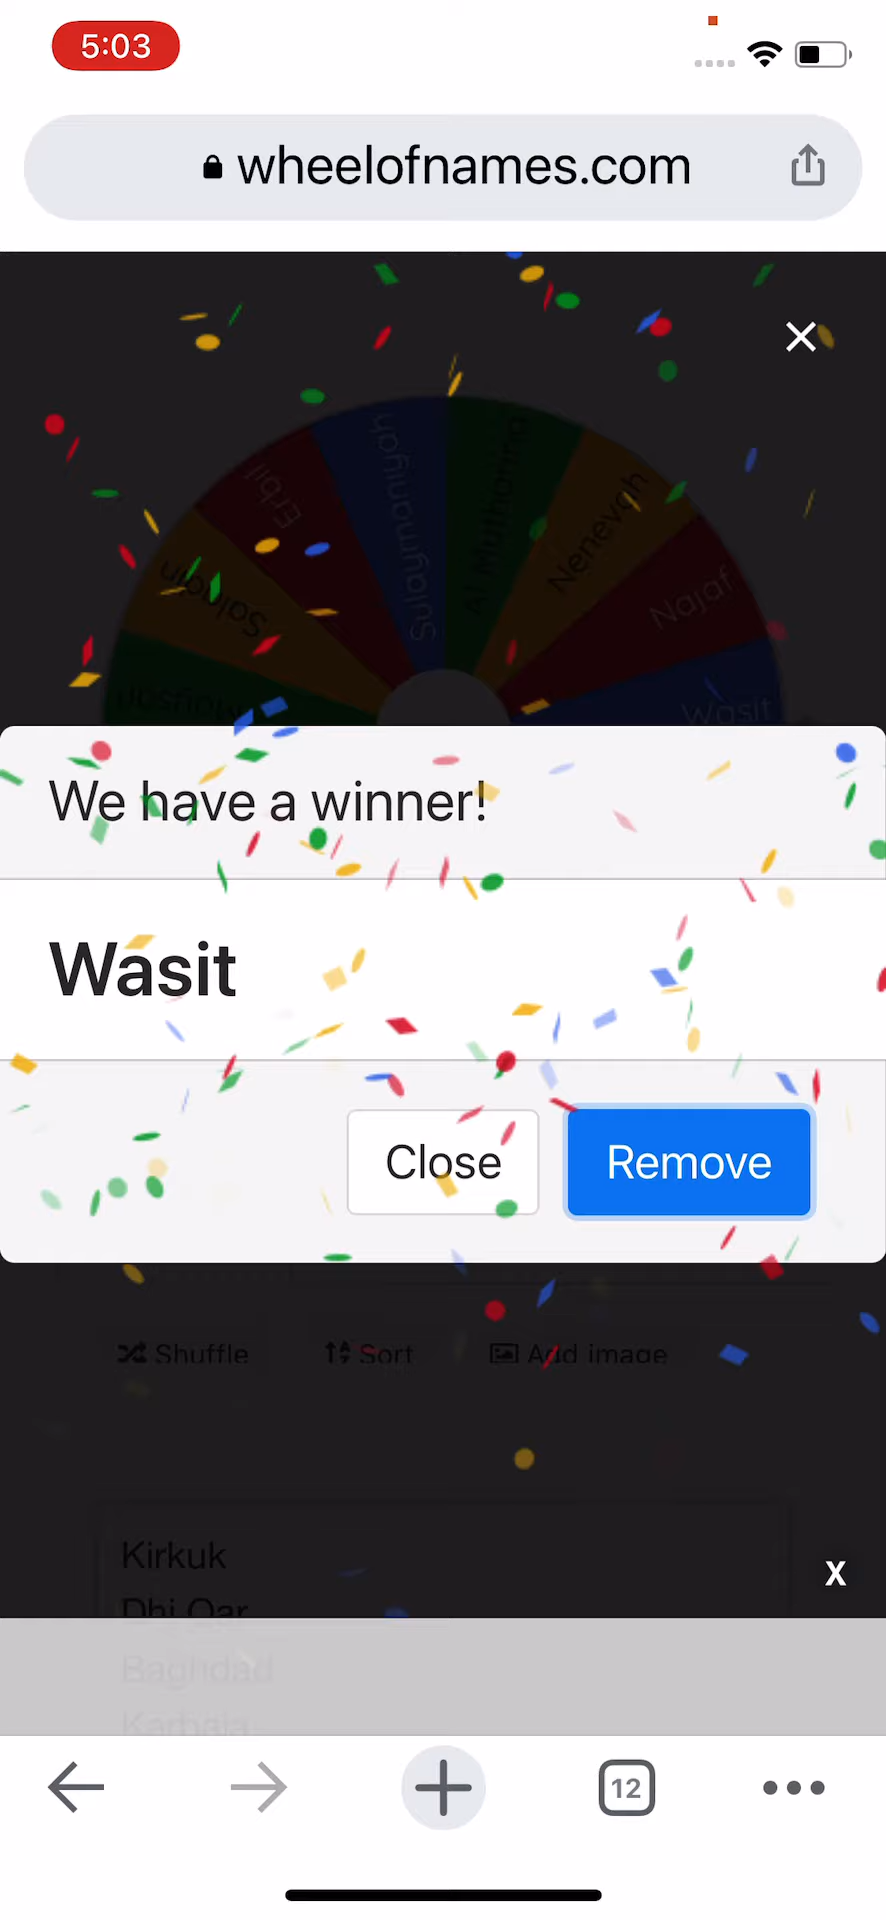 5:03
wheelofnames.com
Erbil
Sulaymaniyah
Al Muthanna
Nenevah
Najaf
Wasit
We have a winner!
Wasit
Close
Remove
Shuffle
Sort
Add image
Kirkuk
Dhi Qar
Baghdad
X
12